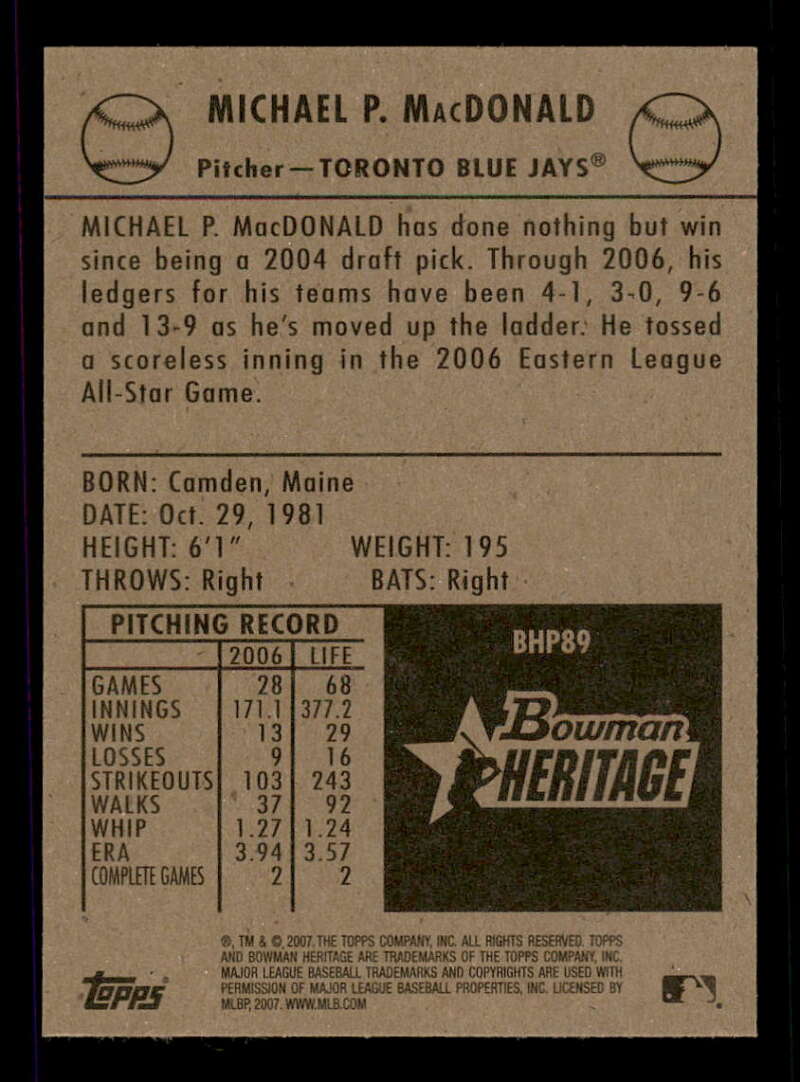 MICHAEL P. MacDONALD
Pitcher—TORONTO BLUE JAYS®
MICHAEL P. MacDONALD has done nothing but win
since being a 2004 draft pick. Through 2006, his
ledgers for his teams have been 4-1, 3-0, 9-6
and 13-9 as he's moved up the ladder. He tossed
a scoreless inning in the 2006 Eastern League
All-Star Game.
BORN: Camden, Maine
DATE: Oct. 29, 1981
HEIGHT: 6'1" WEIGHT: 195
THROWS: Right BATS: Right
PITCHING RECORD
2006 LIFE
GAMES 28 68
INNINGS 171.1 377.2
WINS 13 29
LOSSES 9 16
STRIKEOUTS 103 243
WALKS 37 92
WHIP 1.27 1.24
ERA 3.94 3.57
COMPLETE GAMES 2 2
BHP89
Bowman
HERITAGE
®, TM & ©, 2007. THE TOPPS COMPANY, INC. ALL RIGHTS RESERVED. TOPPS
AND BOWMAN HERITAGE ARE TRADEMARKS OF THE TOPPS COMPANY, INC.
MAJOR LEAGUE BASEBALL TRADEMARKS AND COPYRIGHTS ARE USED WITH
PERMISSION OF MAJOR LEAGUE BASEBALL PROPERTIES, INC. LICENSED BY
MLBP, 2007. WWW.MLB.COM
Topps